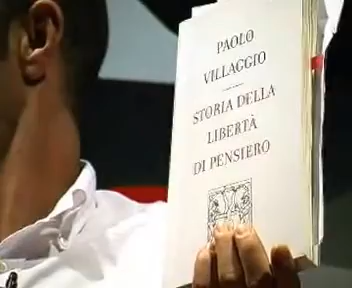 PAOLO
VILLAGGIO
STORIA DELLA
LIBERTÀ
DI PENSIERO